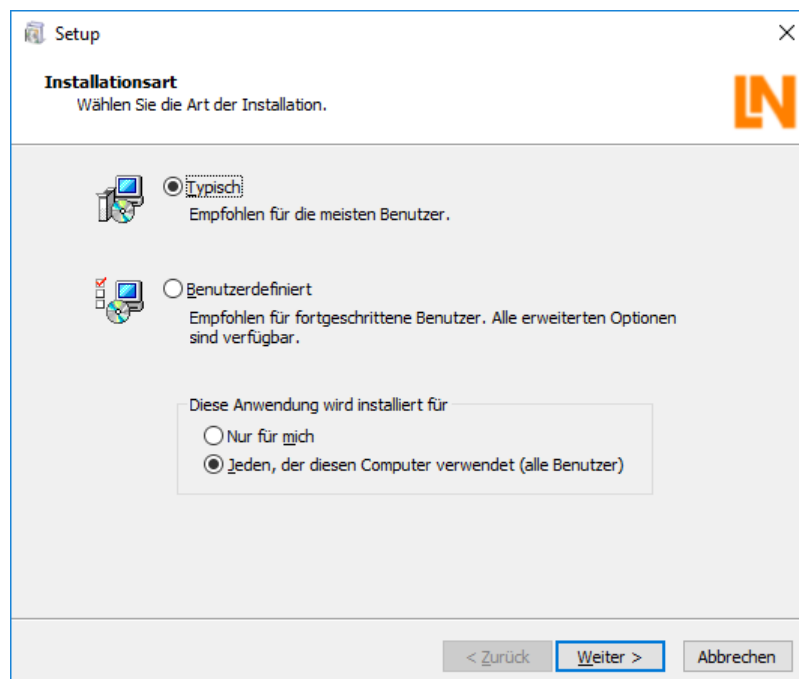 Setup
Installationsart
Wählen Sie die Art der Installation.
LN
Typisch
Empfohlen für die meisten Benutzer.
Benutzerdefiniert
Empfohlen für fortgeschrittene Benutzer. Alle erweiterten Optionen
sind verfügbar.
Diese Anwendung wird installiert für
Nur für mich
Jeden, der diesen Computer verwendet (alle Benutzer)
< Zurück
Weiter >
Abbrechen